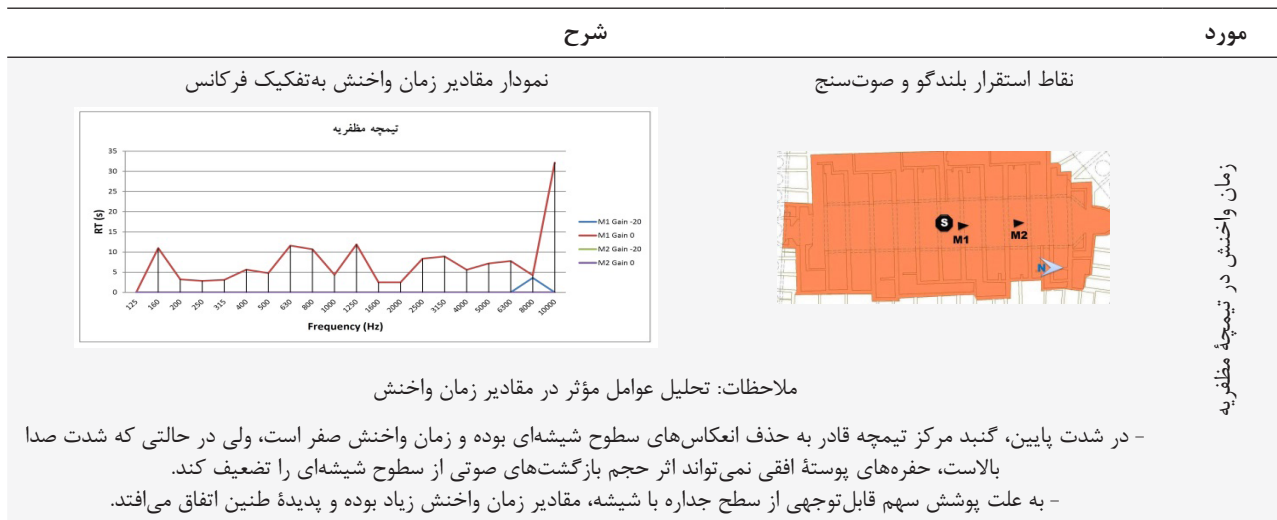 مورد
شرح
زمان واخنش در تیمچهٔ مظفریه
نقاط استقرار بلندگو و صوت‌سنج
S
M1
M2
N
نمودار مقادیر زمان واخنش به‌تفکیک فرکانس
تیمچه مظفریه
RT (s)
35
30
25
20
15
10
5
0
125 160 200 250 315 400 500 630 800 1000 1250 1600 2000 2500 3150 4000 5000 6300 8000 10000
Frequency (Hz)
M1 Gain -20
M1 Gain 0
M2 Gain -20
M2 Gain 0
ملاحظات: تحلیل عوامل مؤثر در مقادیر زمان واخنش
- در شدت پایین، گنبد مرکز تیمچه قادر به حذف انعکاس‌های سطوح شیشه‌ای بوده و زمان واخنش صفر است، ولی در حالتی که شدت صدا
بالاست، حفره‌های پوستهٔ افقی نمی‌تواند اثر حجم بازگشت‌های صوتی از سطوح شیشه‌ای را تضعیف کند.
- به علت پوشش سهم قابل‌توجهی از سطح جداره با شیشه، مقادیر زمان واخنش زیاد بوده و پدیدهٔ طنین اتفاق می‌افتد.